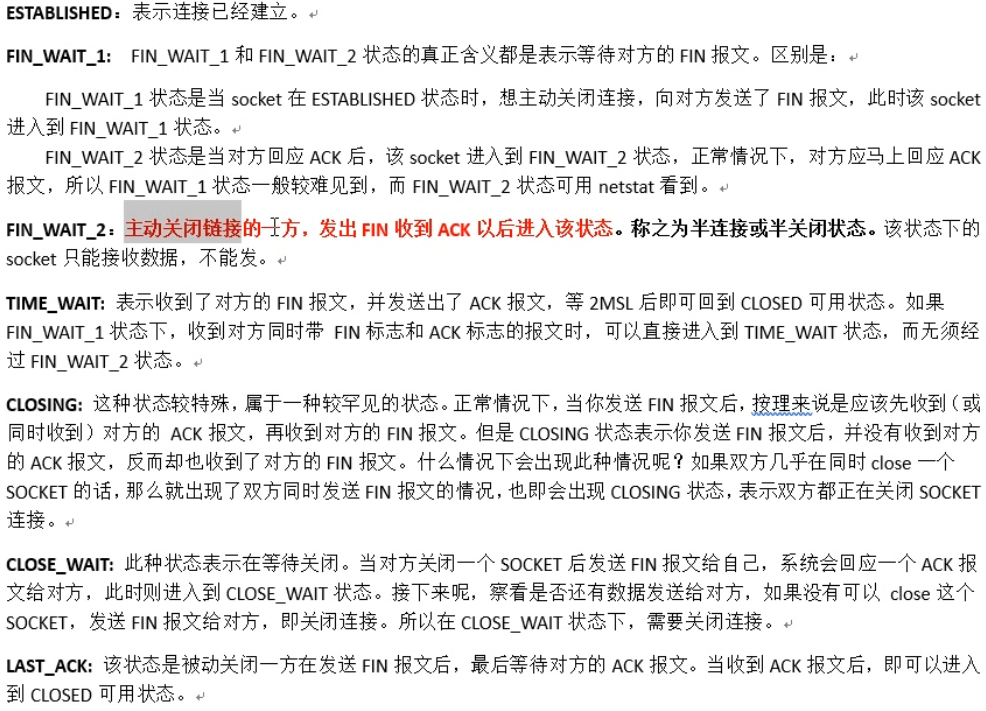 ESTABLISHED：表示连接已经建立。
FIN_WAIT_1: FIN_WAIT_1 和 FIN_WAIT_2 状态的真正含义都是表示等待对方的 FIN 报文。区别是：
FIN_WAIT_1 状态是当 socket 在 ESTABLISHED 状态时，想主动关闭连接，向对方发送了 FIN 报文，此时该 socket
进入到 FIN_WAIT_1 状态。
FIN_WAIT_2 状态是当对方回应 ACK 后，该 socket 进入到 FIN_WAIT_2 状态，正常情况下，对方应马上回应 ACK
报文，所以 FIN_WAIT_1 状态一般较难见到，而 FIN_WAIT_2 状态可用 netstat 看到。
FIN_WAIT_2：主动关闭链接的一方，发出 FIN 收到 ACK 以后进入该状态。称之为半连接或半关闭状态。该状态下的
socket 只能接收数据，不能发。
TIME_WAIT: 表示收到了对方的 FIN 报文，并发送出了 ACK 报文，等 2MSL 后即可回到 CLOSED 可用状态。如果
FIN_WAIT_1 状态下，收到对方同时带 FIN 标志和 ACK 标志的报文时，可以直接进入到 TIME_WAIT 状态，而无须经
过 FIN_WAIT_2 状态。
CLOSING: 这种状态较特殊，属于一种较罕见的状态。正常情况下，当你发送 FIN 报文后，按理来说是应该先收到（或
同时收到）对方的 ACK 报文，再收到对方的 FIN 报文。但是 CLOSING 状态表示你发送 FIN 报文后，并没有收到对方
的 ACK 报文，反而却也收到了对方的 FIN 报文。什么情况下会出现此种情况呢？如果双方几乎在同时 close 一个
SOCKET 的话，那么就出现了双方同时发送 FIN 报文的情况，也即会出现 CLOSING 状态，表示双方都正在关闭 SOCKET
连接。
CLOSE_WAIT: 此种状态表示在等待关闭。当对方关闭一个 SOCKET 后发送 FIN 报文给自己，系统会回应一个 ACK 报
文给对方，此时则进入到 CLOSE_WAIT 状态。接下来呢，察看是否还有数据发送给对方，如果没有可以 close 这个
SOCKET，发送 FIN 报文给对方，即关闭连接。所以在 CLOSE_WAIT 状态下，需要关闭连接。
LAST_ACK: 该状态是被动关闭一方在发送 FIN 报文后，最后等待对方的 ACK 报文。当收到 ACK 报文后，即可以进入
到 CLOSED 可用状态。